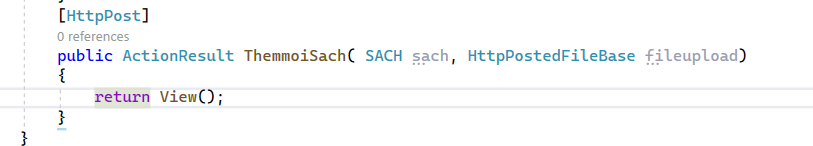 [HttpPost]
0 references
public ActionResult ThemmoiSach( SACH sach, HttpPostedFileBase fileupload)
{
return View();
}
}